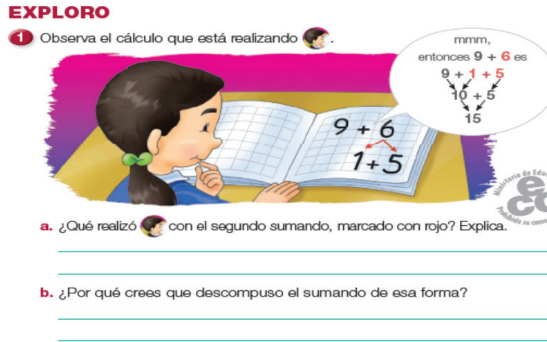 EXPLORO
1 Observa el cálculo que está realizando .
mmm,
entonces 9 + 6 es
9 + 1 + 5
10 + 5
15
9 + 6
1+5
a. ¿Qué realizó con el segundo sumando, marcado con rojo? Explica.
b. ¿Por qué crees que descompuso el sumando de esa forma?